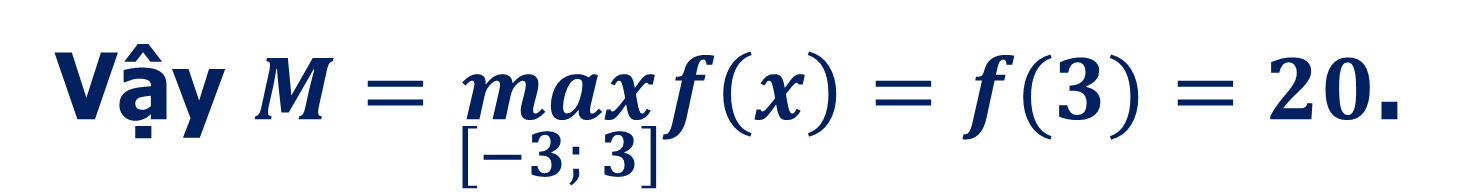 Vậy M = max f(x) = f(3) = 20.
[−3; 3]